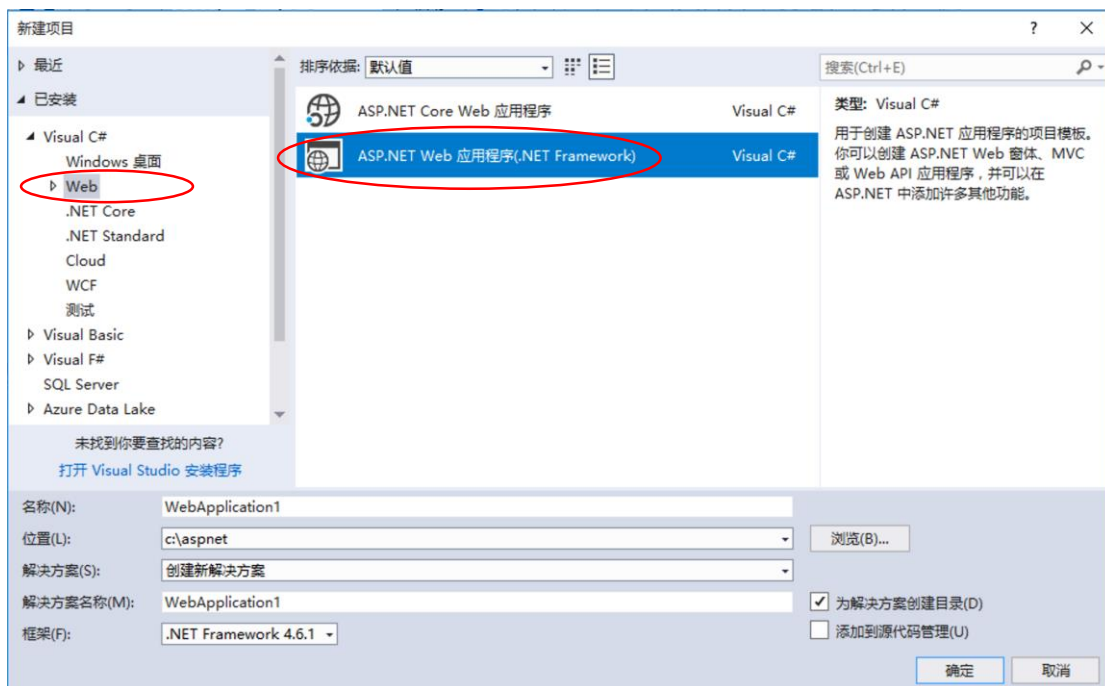 新建项目
?
最近
已安装
Visual C#
Windows 桌面
Web
.NET Core
.NET Standard
Cloud
WCF
测试
Visual Basic
Visual F#
SQL Server
Azure Data Lake
未找到你要查找的内容?
打开 Visual Studio 安装程序
排序依据: 默认值
ASP.NET Core Web 应用程序 Visual C#
ASP.NET Web 应用程序(.NET Framework) Visual C#
搜索(Ctrl+E)
类型: Visual C#
用于创建 ASP.NET 应用程序的项目模板。
你可以创建 ASP.NET Web 窗体、MVC
或 Web API 应用程序，并可以在
ASP.NET 中添加许多其他功能。
名称(N): WebApplication1
位置(L): c:\aspnet 浏览(B)...
解决方案(S): 创建新解决方案
解决方案名称(M): WebApplication1 为解决方案创建目录(D)
框架(F): .NET Framework 4.6.1 添加到源代码管理(U)
确定 取消